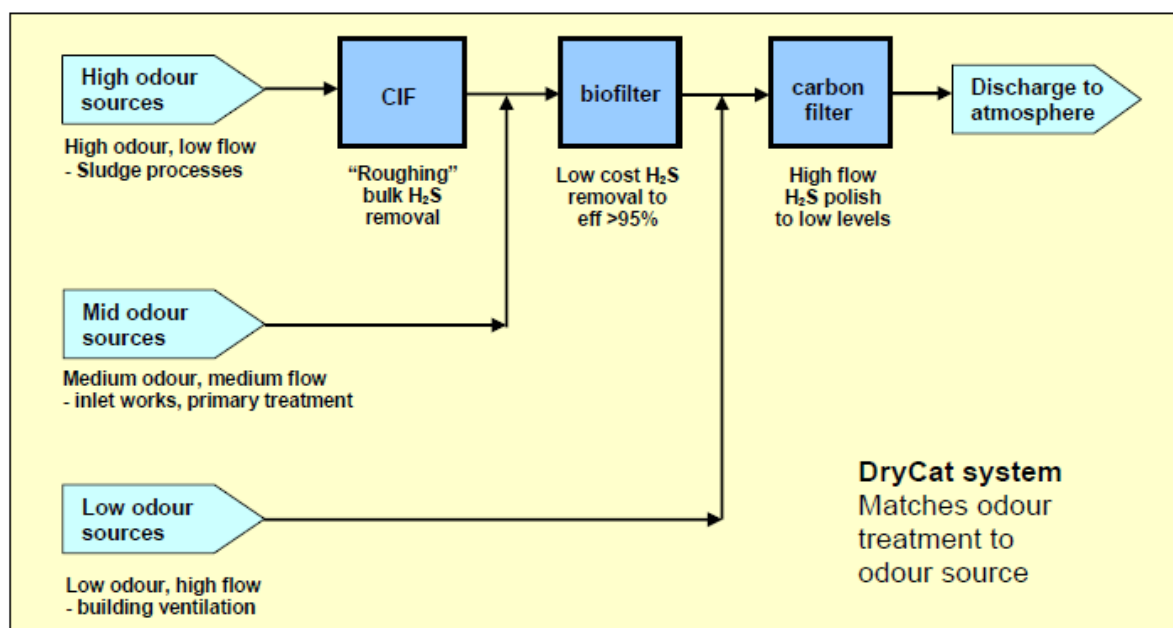 High odour
sources
CIF
biofilter
carbon
filter
Discharge to
atmosphere
High odour, low flow
- Sludge processes
“Roughing”
bulk H₂S
removal
Low cost H₂S
removal to
eff >95%
High flow
H₂S polish
to low levels
Mid odour
sources
Medium odour, medium flow
- inlet works, primary treatment
Low odour
sources
Low odour, high flow
- building ventilation
DryCat system
Matches odour
treatment to
odour source